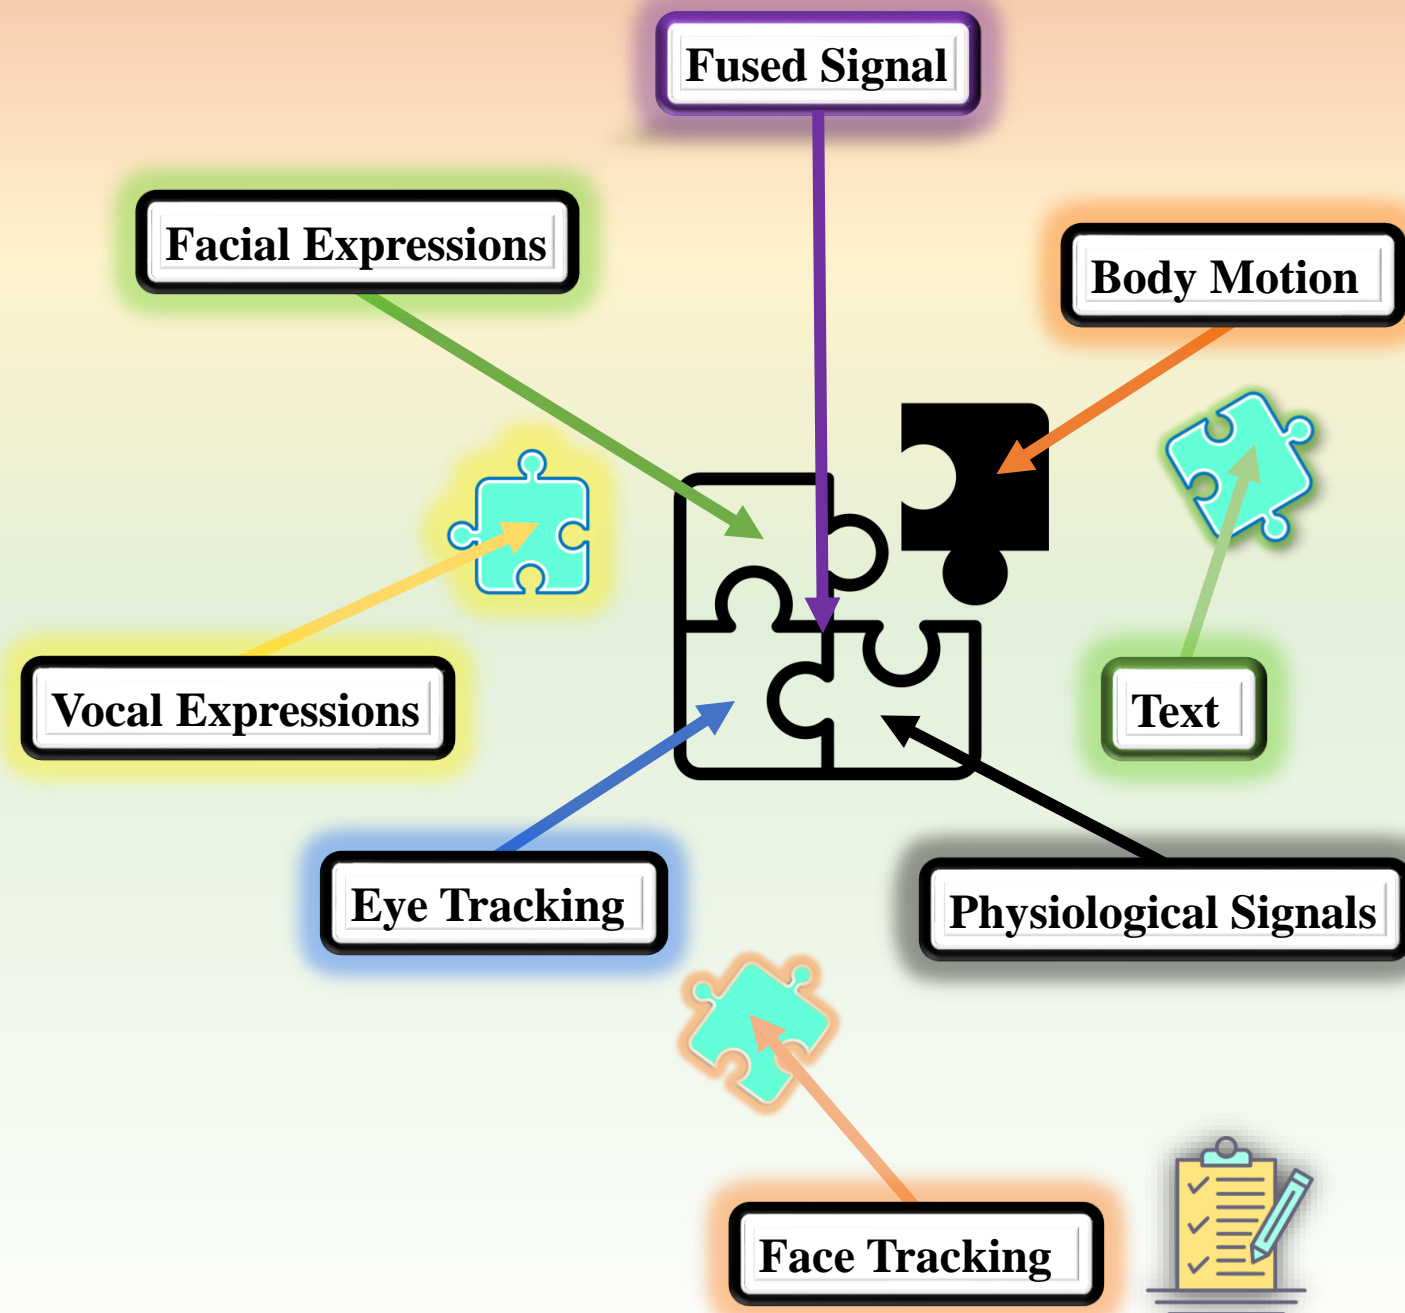 Fused Signal
Facial Expressions
Body Motion
Vocal Expressions
Text
Eye Tracking
Physiological Signals
Face Tracking